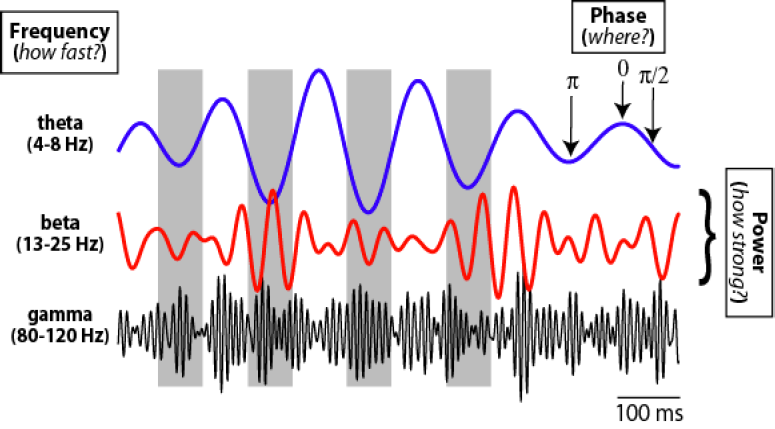 Frequency
(how fast?)
Phase
(where?)
π
0
π/2
theta
(4-8 Hz)
beta
(13-25 Hz)
Power
(how strong?)
gamma
(80-120 Hz)
100 ms